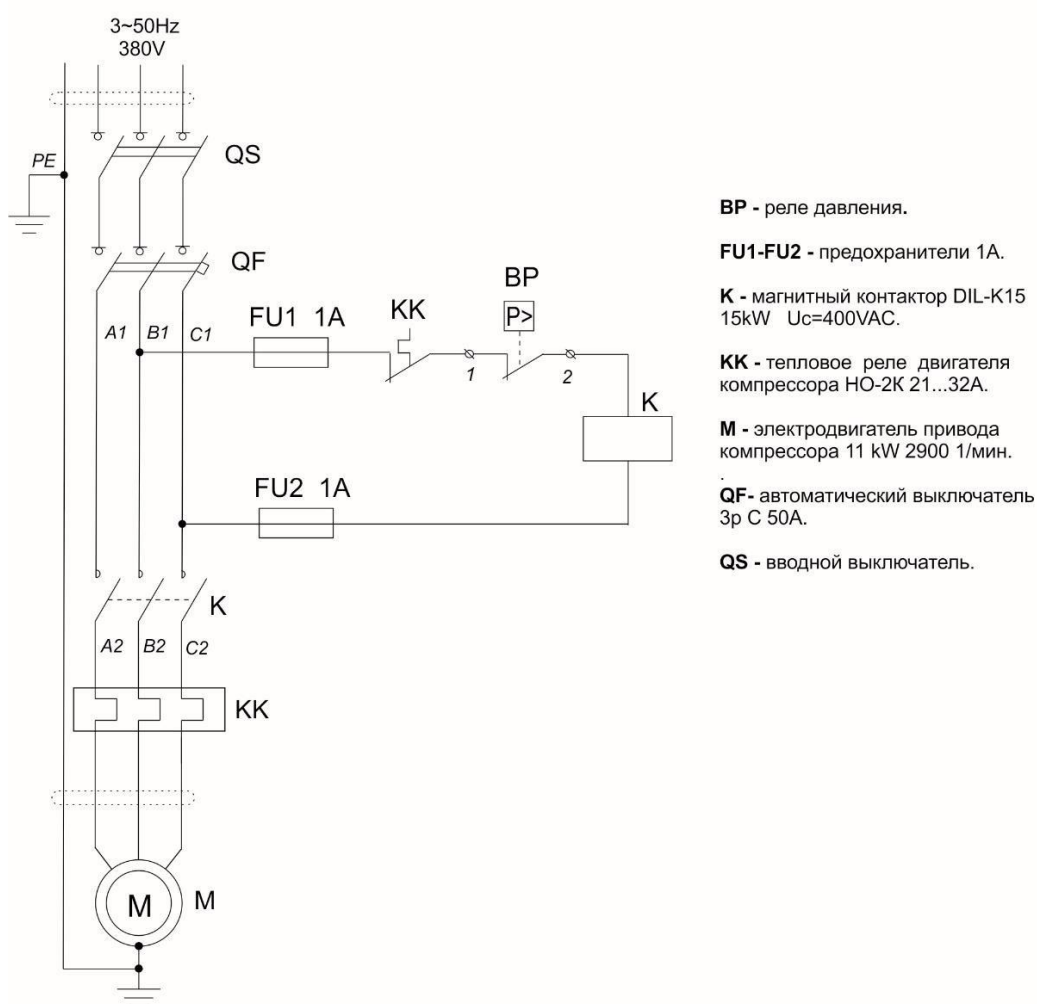 3~50Hz
380V
PE
QS
QF
A1 B1 C1
FU1 1A
KK
BP
P>
1
2
K
FU2 1A
K
A2 B2 C2
KK
M
M
BP - реле давления.
FU1-FU2 - предохранители 1А.
K - магнитный контактор DIL-K15
15kW Uc=400VAC.
КК - тепловое реле двигателя
компрессора НО-2К 21...32А.
М - электродвигатель привода
компрессора 11 kW 2900 1/мин.
.
QF- автоматический выключатель
3р С 50А.
QS - вводной выключатель.